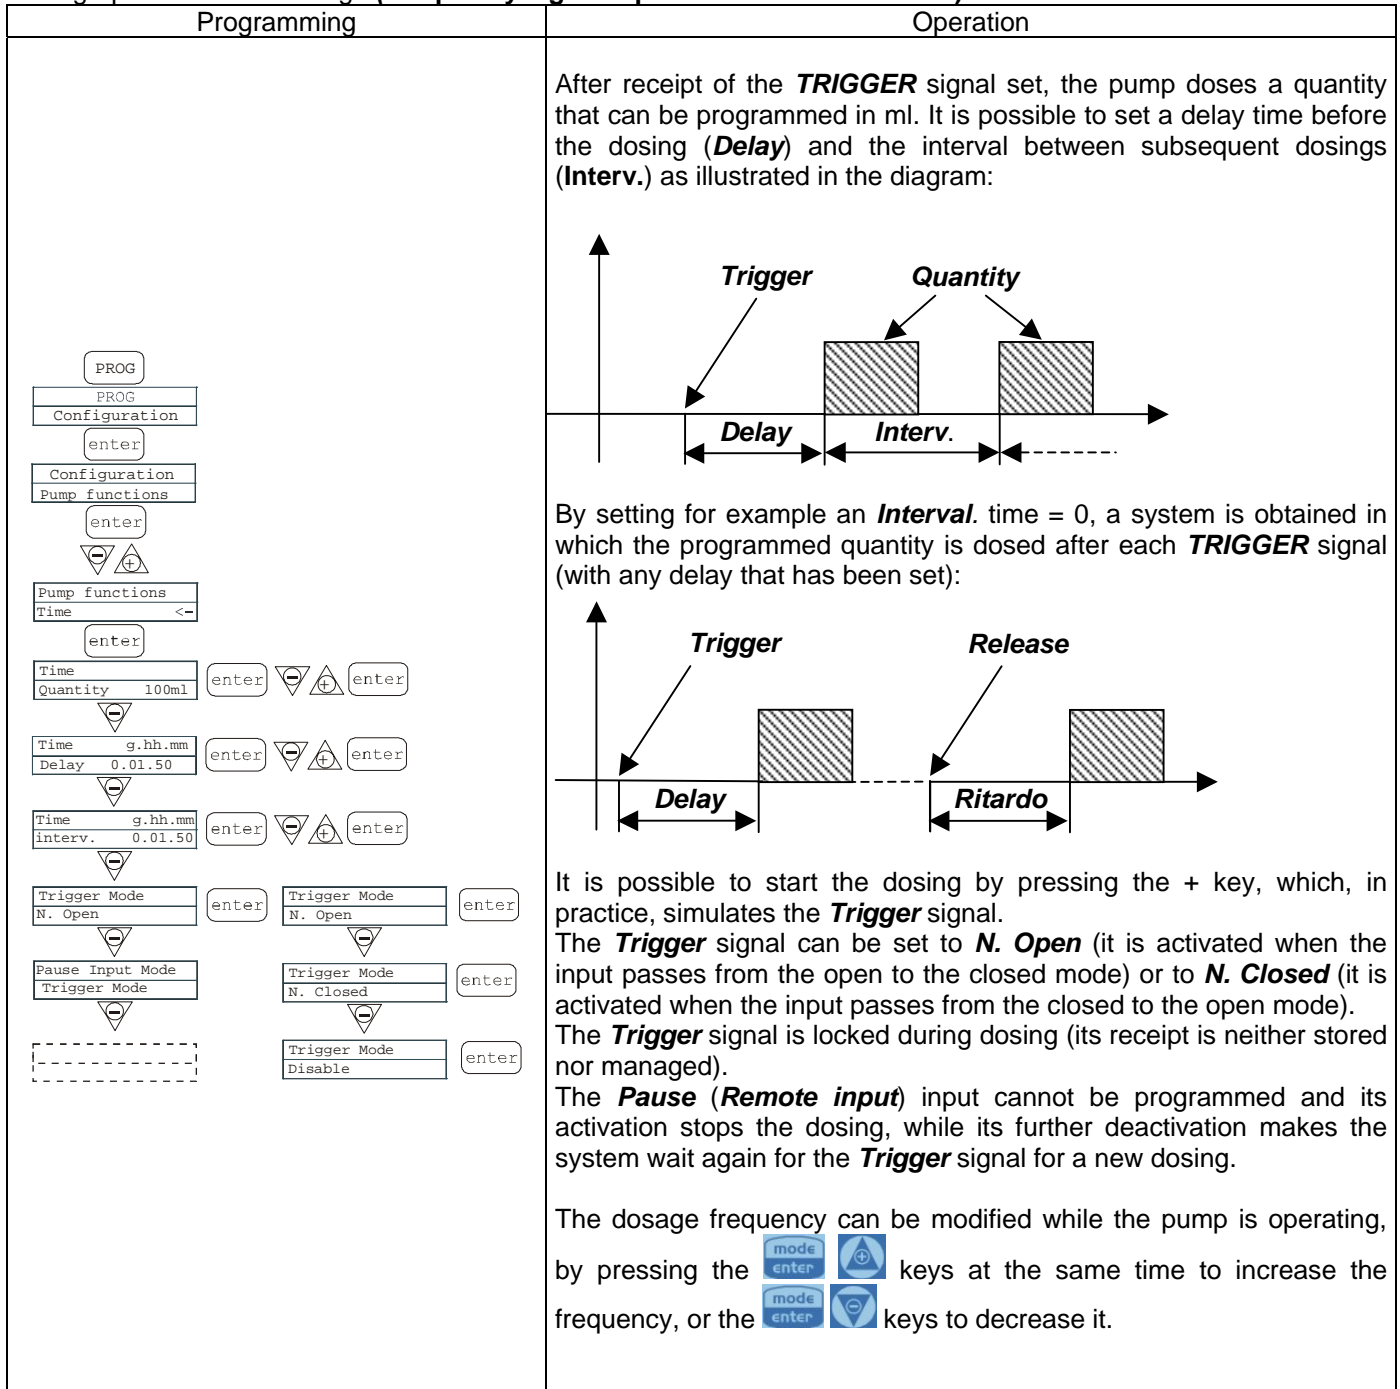 Programming
Operation
PROG
PROG
Configuration
enter
Configuration
Pump functions
enter
Pump functions
Time <-
enter
Time
Quantity 100ml
enter
enter
Time g.hh.mm
Delay 0.01.50
enter
enter
Time g.hh.mm
interv. 0.01.50
enter
enter
Trigger Mode
N. Open
enter
Trigger Mode
N. Open
enter
Pause Input Mode
Trigger Mode
Trigger Mode
N. Closed
enter
Trigger Mode
Disable
enter
After receipt of the TRIGGER signal set, the pump doses a quantity
that can be programmed in ml. It is possible to set a delay time before
the dosing (Delay) and the interval between subsequent dosings
(Interv.) as illustrated in the diagram:
Trigger Quantity
Delay Interv.
By setting for example an Interval. time = 0, a system is obtained in
which the programmed quantity is dosed after each TRIGGER signal
(with any delay that has been set):
Trigger Release
Delay Ritardo
It is possible to start the dosing by pressing the + key, which, in
practice, simulates the Trigger signal.
The Trigger signal can be set to N. Open (it is activated when the
input passes from the open to the closed mode) or to N. Closed (it is
activated when the input passes from the closed to the open mode).
The Trigger signal is locked during dosing (its receipt is neither stored
nor managed).
The Pause (Remote input) input cannot be programmed and its
activation stops the dosing, while its further deactivation makes the
system wait again for the Trigger signal for a new dosing.
The dosage frequency can be modified while the pump is operating,
by pressing the mode enter keys at the same time to increase the
frequency, or the mode enter keys to decrease it.